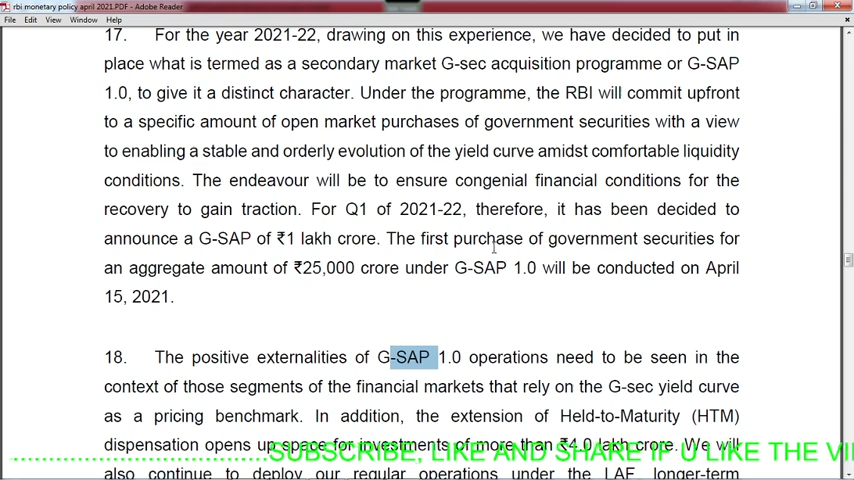 rbi monetary policy april 2021.PDF - Adobe Reader
File Edit View Window Help
17. For the year 2021-22, drawing on this experience, we have decided to put in
place what is termed as a secondary market G-sec acquisition programme or G-SAP
1.0, to give it a distinct character. Under the programme, the RBI will commit upfront
to a specific amount of open market purchases of government securities with a view
to enabling a stable and orderly evolution of the yield curve amidst comfortable liquidity
conditions. The endeavour will be to ensure congenial financial conditions for the
recovery to gain traction. For Q1 of 2021-22, therefore, it has been decided to
announce a G-SAP of ₹1 lakh crore. The first purchase of government securities for
an aggregate amount of ₹25,000 crore under G-SAP 1.0 will be conducted on April
15, 2021.
18. The positive externalities of G-SAP 1.0 operations need to be seen in the
context of those segments of the financial markets that rely on the G-sec yield curve
as a pricing benchmark. In addition, the extension of Held-to-Maturity (HTM)
dispensation opens up space for investments of more than ₹4.0 lakh crore. We will
................................................SUBSCRIBE, LIKE AND SHARE IF U LIKE THE VI
also continue to deploy our regular operations under the LAF, longer-term